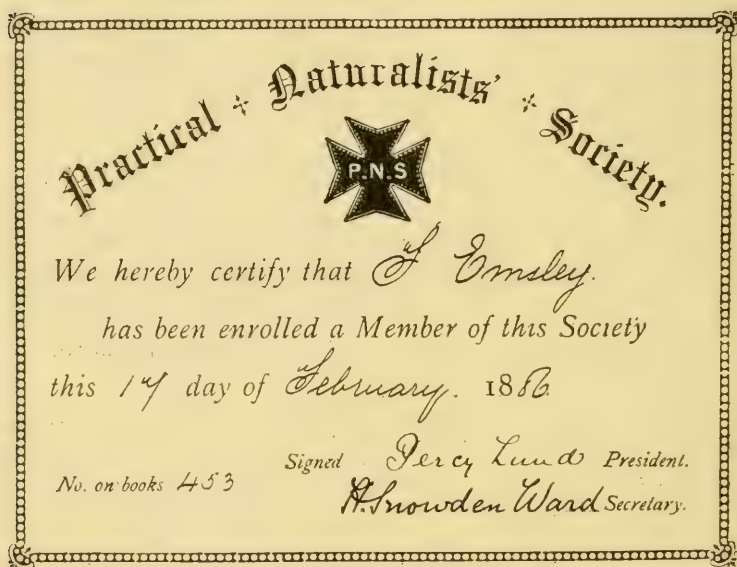 Practical Naturalists' Society.
P.N.S
We hereby certify that F Emsley.
has been enrolled a Member of this Society
this 17 day of February. 1886
Signed Percy Lund President.
No. on books 453
H. Snowden Ward Secretary.